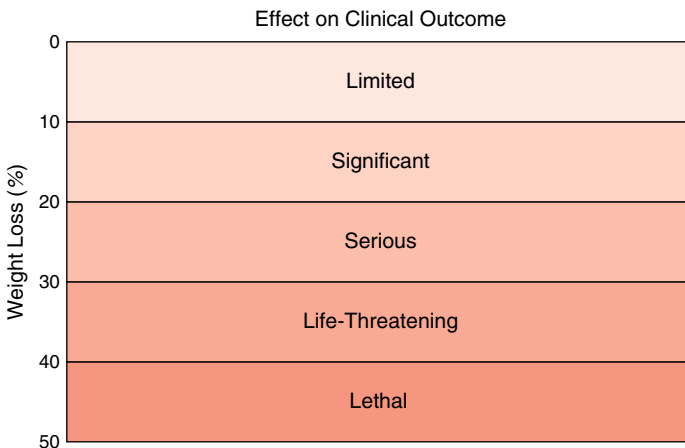 Effect on Clinical Outcome
0
Limited
10
Significant
20
Serious
30
Life-Threatening
40
Lethal
50
Weight Loss (%)